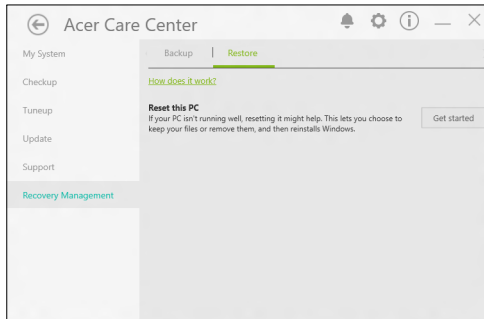 Acer Care Center
My System
Checkup
Tuneup
Update
Support
Recovery Management
Backup | Restore
How does it work?
Reset this PC
If your PC isn't running well, resetting it might help. This lets you choose to
keep your files or remove them, and then reinstalls Windows.
Get started